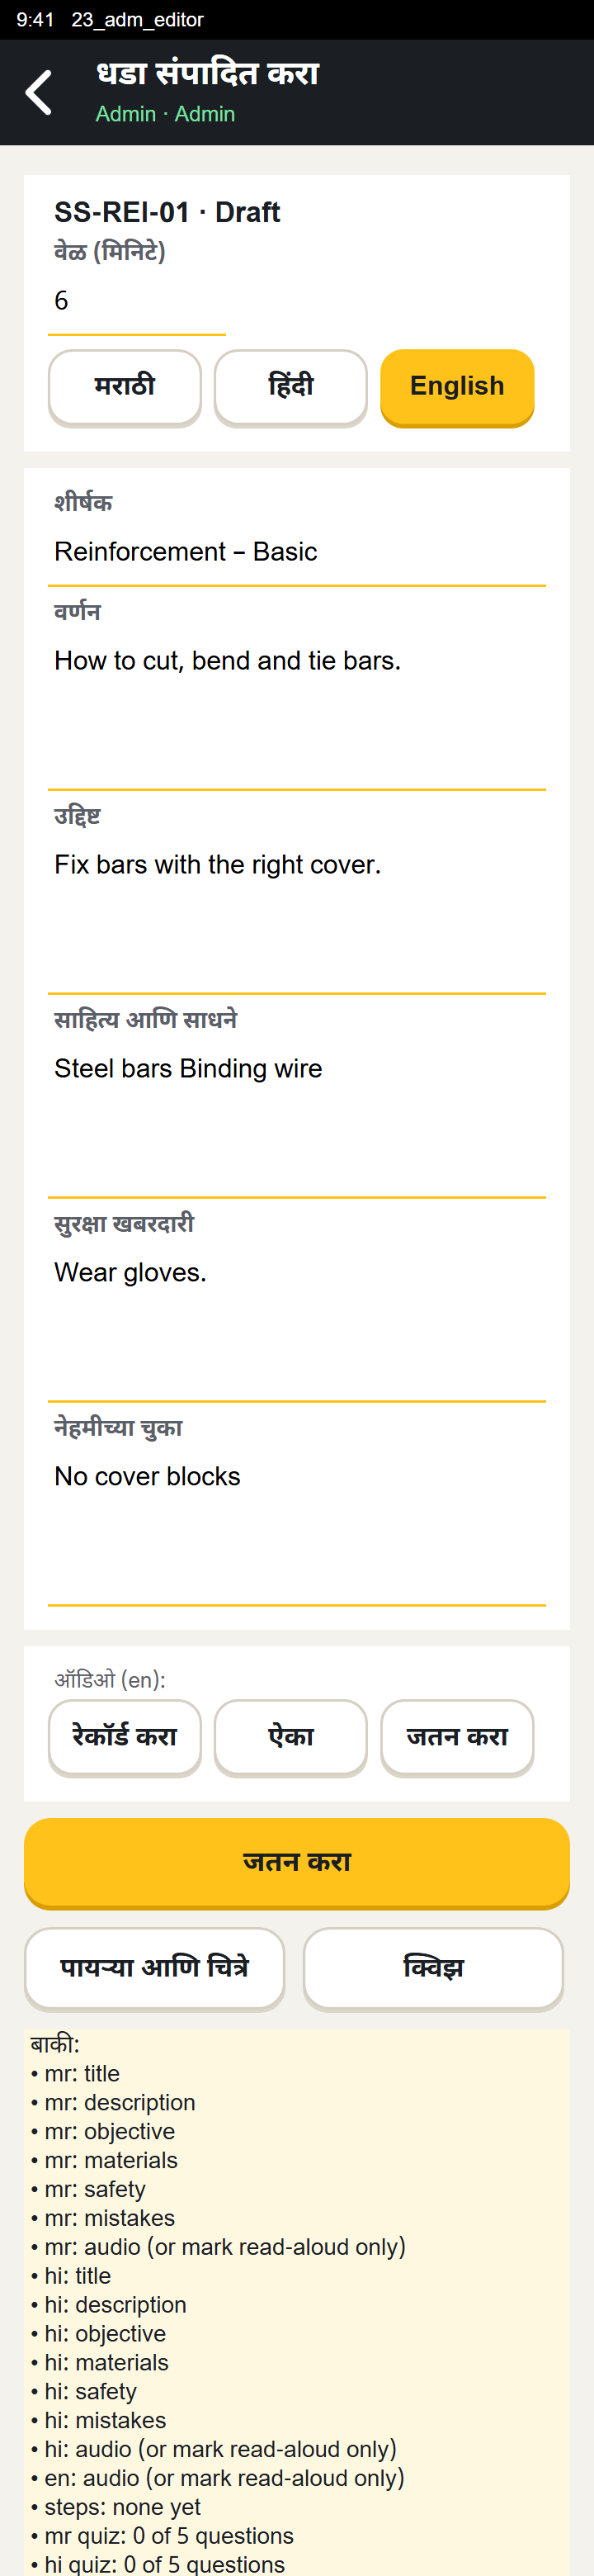 9:41 23_adm_editor
धडा संपादित करा
Admin · Admin
SS-REI-01 · Draft
वेळ (मिनिटे)
6
मराठी हिंदी English
शीर्षक
Reinforcement – Basic
वर्णन
How to cut, bend and tie bars.
उद्दिष्ट
Fix bars with the right cover.
साहित्य आणि साधने
Steel bars Binding wire
सुरक्षा खबरदारी
Wear gloves.
नेहमीच्या चुका
No cover blocks
ऑडिओ (en):
रेकॉर्ड करा ऐका जतन करा
जतन करा
पायऱ्या आणि चित्रे क्विझ
बाकी:
• mr: title
• mr: description
• mr: objective
• mr: materials
• mr: safety
• mr: mistakes
• mr: audio (or mark read-aloud only)
• hi: title
• hi: description
• hi: objective
• hi: materials
• hi: safety
• hi: mistakes
• hi: audio (or mark read-aloud only)
• en: audio (or mark read-aloud only)
• steps: none yet
• mr quiz: 0 of 5 questions
• hi quiz: 0 of 5 questions